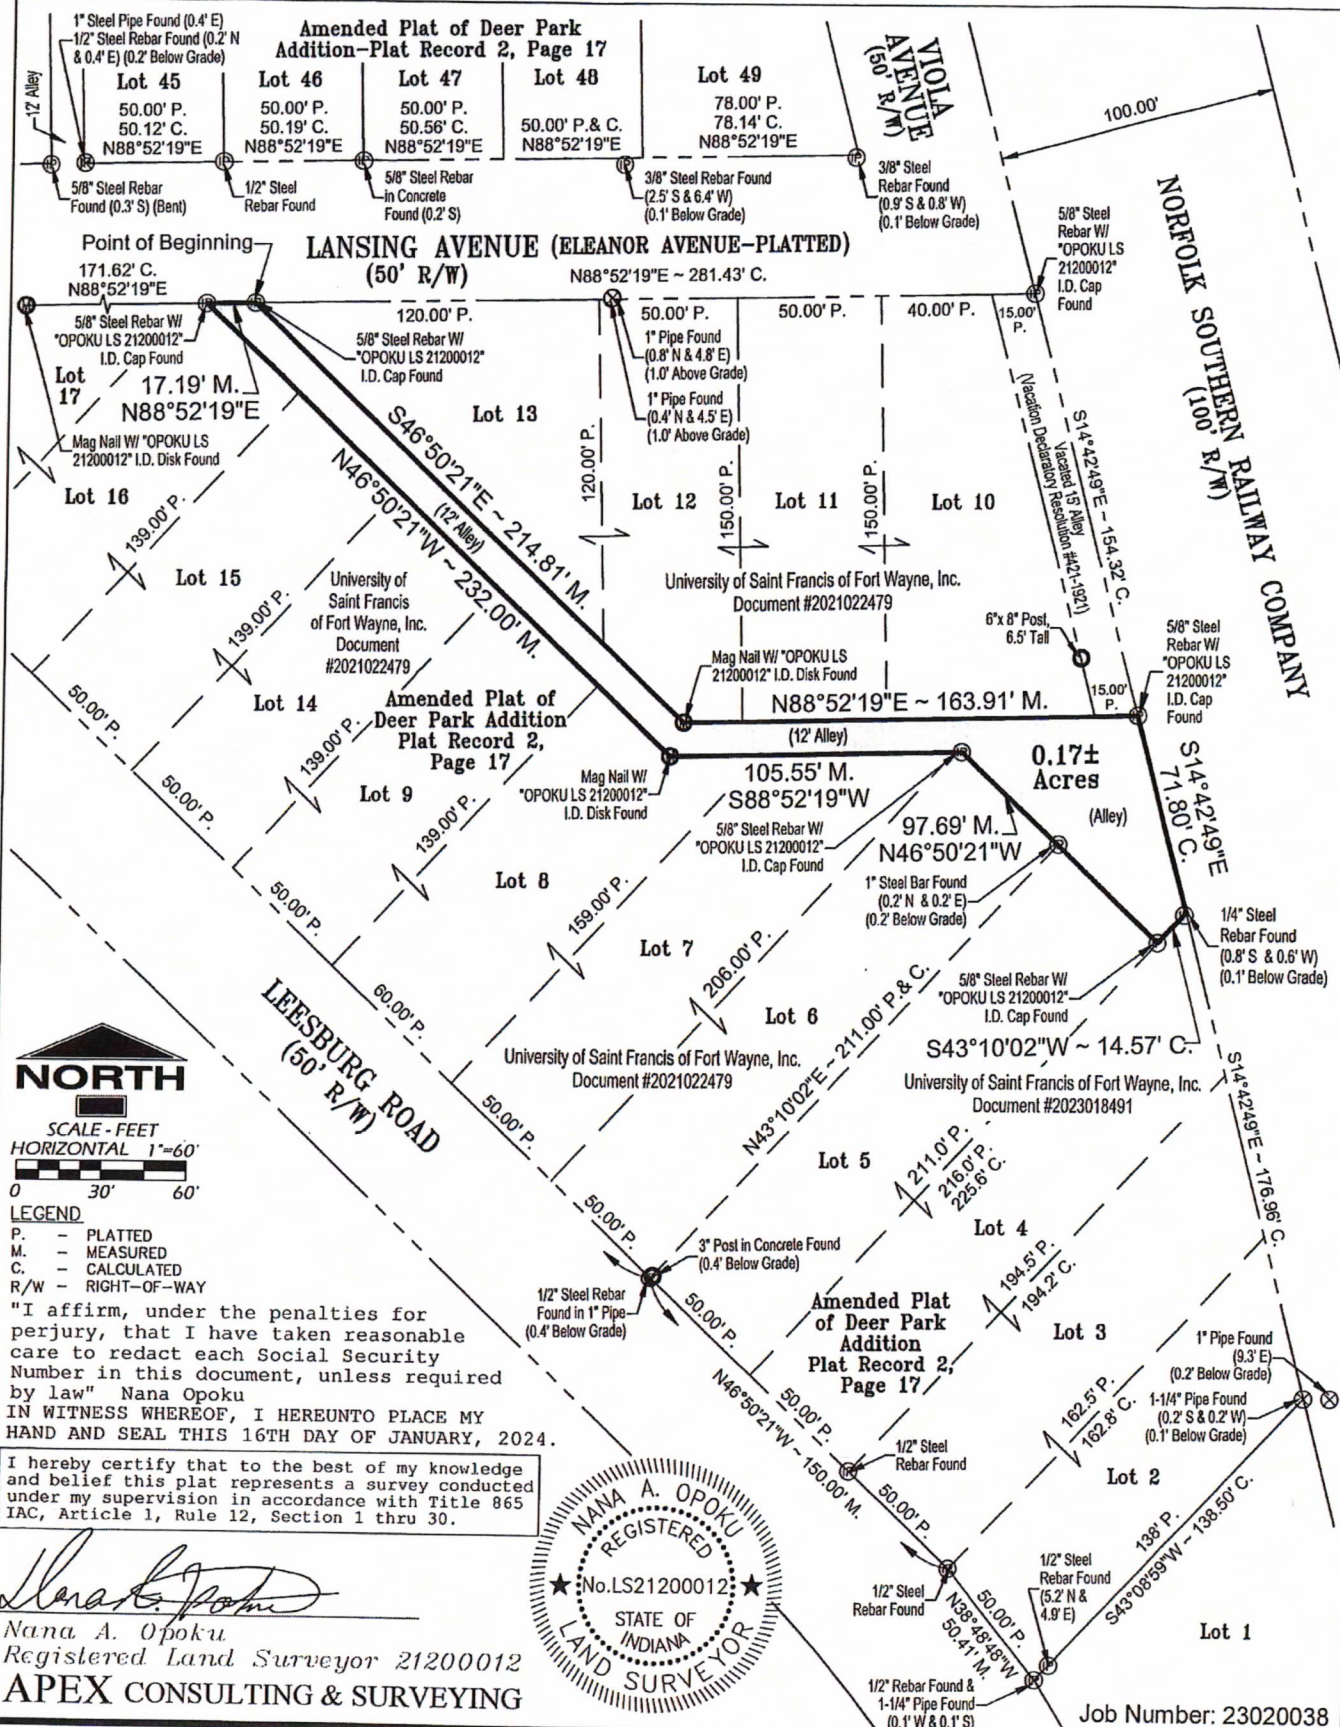 1" Steel Pipe Found (0.4' E)
1/2" Steel Rebar Found (0.2' N
& 0.4' E) (0.2' Below Grade)
Amended Plat of Deer Park
Addition-Plat Record 2, Page 17
12' Alley
Lot 45
50.00' P.
50.12' C.
N88°52'19"E
Lot 46
50.00' P.
50.19' C.
N88°52'19"E
Lot 47
50.00' P.
50.56' C.
N88°52'19"E
Lot 48
50.00' P.& C.
Lot 49
78.00' P.
78.14' C.
N88°52'19"E
VIOLA
AVENUE
(50' R/W)
100.00'
5/8" Steel Rebar
Found (0.3' S) (Bent)
1/2" Steel
Rebar Found
5/8" Steel Rebar
in Concrete
Found (0.2' S)
3/8" Steel Rebar Found
(2.5' S & 6.4' W)
(0.1' Below Grade)
3/8" Steel
Rebar Found
(0.9' S & 0.8' W)
(0.1' Below Grade)
NORFOLK SOUTHERN RAILWAY COMPANY
(100' R/W)
5/8" Steel
Rebar W/
"OPOKU LS
21200012"
I.D. Cap
Found
Point of Beginning
LANSING AVENUE (ELEANOR AVENUE-PLATTED)
(50' R/W)
171.62' C.
N88°52'19"E
N88°52'19"E ~ 281.43' C.
120.00' P.
50.00' P.
50.00' P.
40.00' P.
15.00'
P.
5/8" Steel Rebar W/
"OPOKU LS 21200012"
I.D. Cap Found
5/8" Steel Rebar W/
"OPOKU LS 21200012"
I.D. Cap Found
1" Pipe Found
(0.8' N & 4.8' E)
(1.0' Above Grade)
1" Pipe Found
(0.4' N & 4.5' E)
(1.0' Above Grade)
Lot
17
17.19' M.
N88°52'19"E
Mag Nail W/ "OPOKU LS
21200012" I.D. Disk Found
Lot 13
S46°50'21"E ~ 214.81' M.
(12' Alley)
N46°50'21"W ~ 232.00' M.
120.00' P.
Lot 12
150.00' P.
Lot 11
150.00' P.
Lot 10
(Vacation Declaratory Resolution #421-1921)
Vacated 15' Alley
S14°42'49"E ~ 154.32' C.
Lot 16
139.00' P.
Lot 15
139.00' P.
University of
Saint Francis
of Fort Wayne, Inc.
Document
#2021022479
University of Saint Francis of Fort Wayne, Inc.
Document #2021022479
6"x 8" Post,
6.5' Tall
5/8" Steel
Rebar W/
"OPOKU LS
21200012"
I.D. Cap
Found
50.00' P.
Lot 14
139.00' P.
Amended Plat of
Deer Park Addition
Plat Record 2,
Page 17
Mag Nail W/ "OPOKU LS
21200012" I.D. Disk Found
N88°52'19"E ~ 163.91' M.
15.00'
P.
(12' Alley)
50.00' P.
Lot 9
139.00' P.
Mag Nail W/
"OPOKU LS 21200012"
I.D. Disk Found
105.55' M.
S88°52'19"W
0.17±
Acres
(Alley)
S14°42'49"E
71.80' C.
5/8" Steel Rebar W/
"OPOKU LS 21200012"
I.D. Cap Found
97.69' M.
N46°50'21"W
50.00' P.
Lot 8
159.00' P.
1" Steel Bar Found
(0.2' N & 0.2' E)
(0.2' Below Grade)
1/4" Steel
Rebar Found
(0.8' S & 0.6' W)
(0.1' Below Grade)
Lot 7
206.00' P.
5/8" Steel Rebar W/
"OPOKU LS 21200012"
I.D. Cap Found
60.00' P.
Lot 6
N43°10'02"E ~ 211.00' P.& C.
S43°10'02"W ~ 14.57' C.
LEESBURG ROAD
(50' R/W)
University of Saint Francis of Fort Wayne, Inc.
Document #2021022479
University of Saint Francis of Fort Wayne, Inc.
Document #2023018491
S14°42'49"E ~ 176.96' C.
50.00' P.
Lot 5
211.0' P.
216.0' P.
225.6' C.
50.00' P.
Lot 4
194.5' P.
194.2' C.
3" Post in Concrete Found
(0.4' Below Grade)
1/2" Steel Rebar
Found in 1" Pipe
(0.4' Below Grade)
50.00' P.
Amended Plat
of Deer Park
Addition
Plat Record 2,
Page 17
Lot 3
162.5' P.
162.8' C.
1" Pipe Found
(9.3' E)
(0.2' Below Grade)
1-1/4" Pipe Found
(0.2' S & 0.2' W)
(0.1' Below Grade)
N46°50'21"W ~ 150.00' M.
50.00' P.
1/2" Steel
Rebar Found
Lot 2
138' P.
S43°08'59"W ~ 138.50' C.
50.00' P.
1/2" Steel
Rebar Found
50.00' P.
N38°48'48"W
50.41' M.
1/2" Steel
Rebar Found
(5.2' N &
4.9' E)
Lot 1
1/2" Rebar Found &
1-1/4" Pipe Found
(0.1' W & 0.1' S)
NORTH
SCALE - FEET
HORIZONTAL 1"=60'
0 30' 60'
LEGEND
P. - PLATTED
M. - MEASURED
C. - CALCULATED
R/W - RIGHT-OF-WAY
"I affirm, under the penalties for
perjury, that I have taken reasonable
care to redact each Social Security
Number in this document, unless required
by law" Nana Opoku
IN WITNESS WHEREOF, I HEREUNTO PLACE MY
HAND AND SEAL THIS 16TH DAY OF JANUARY, 2024.
I hereby certify that to the best of my knowledge
and belief this plat represents a survey conducted
under my supervision in accordance with Title 865
IAC, Article 1, Rule 12, Section 1 thru 30.
Nana A. Opoku
Registered Land Surveyor 21200012
APEX CONSULTING & SURVEYING
NANA A. OPOKU
REGISTERED
No.LS21200012
STATE OF
INDIANA
LAND SURVEYOR
Job Number: 23020038